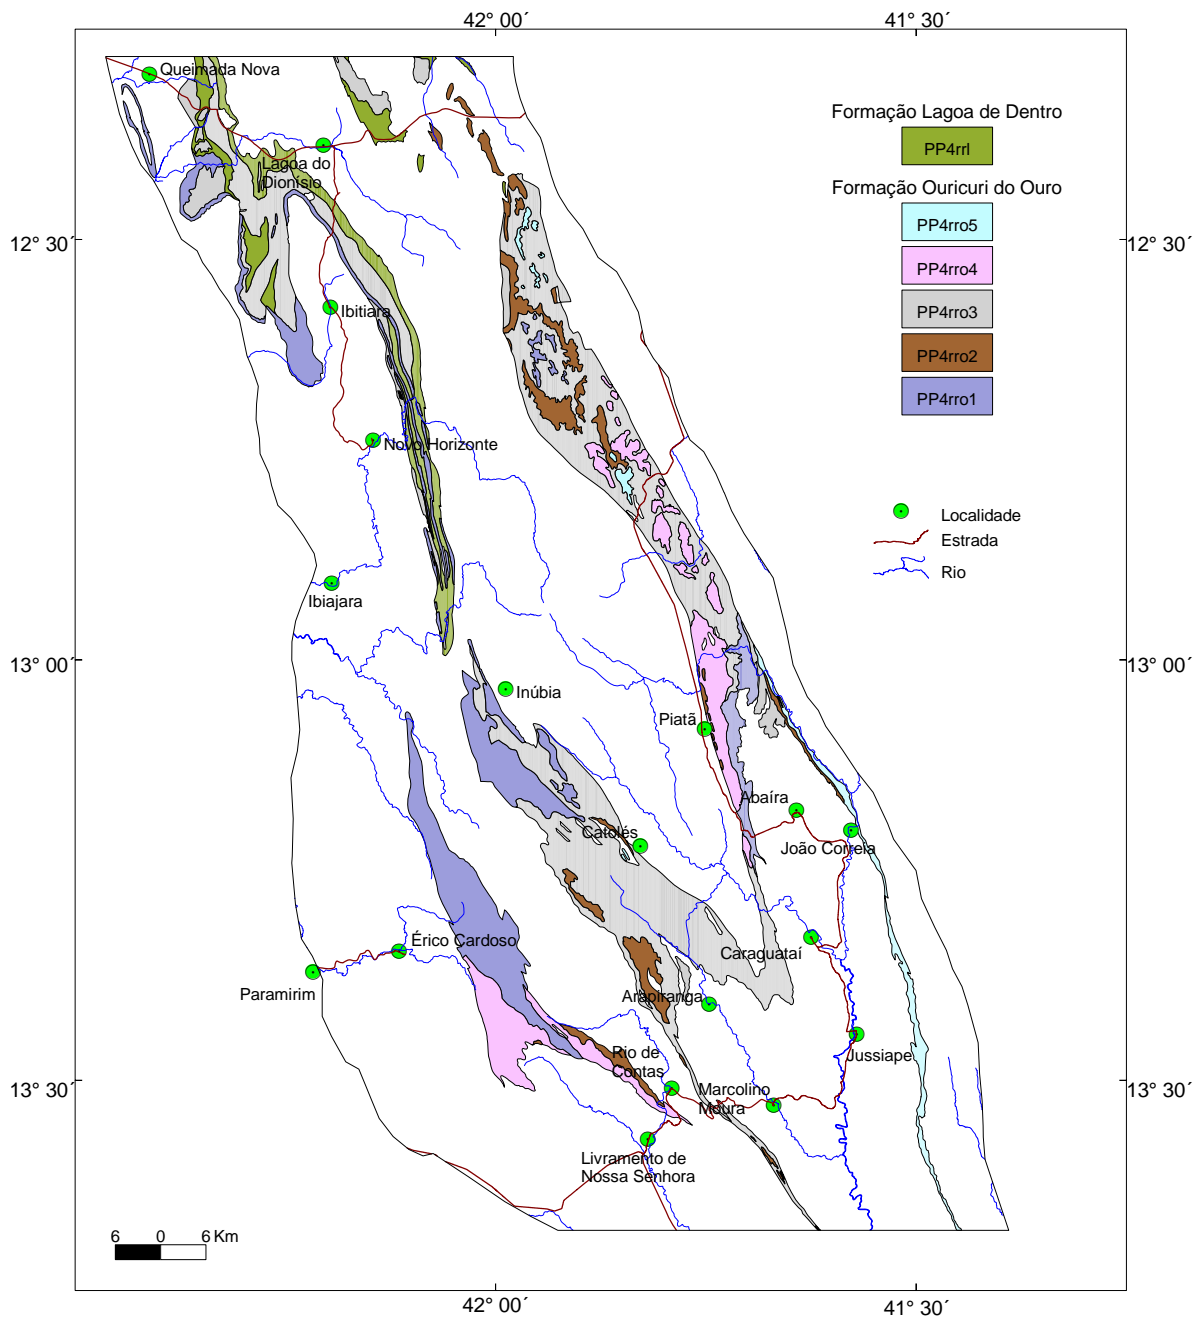 42° 00´
41° 30´
Queimada Nova
Formação Lagoa de Dentro
PP4rrl
Lagoa do
Dionísio
Formação Ouricuri do Ouro
PP4rro5
12° 30´
12° 30´
PP4rro4
PP4rro3
Ibitiara
PP4rro2
PP4rro1
Novo Horizonte
Localidade
Estrada
Rio
Ibiajara
13° 00´
13° 00´
Inúbia
Piatã
Abaíra
Catolés
João Correia
Érico Cardoso
Caraguataí
Paramirim
Arapiranga
Rio de
Contas
Jussiape
13° 30´
Marcolino
Moura
13° 30´
Livramento de
Nossa Senhora
6 0 6 Km
42° 00´
41° 30´